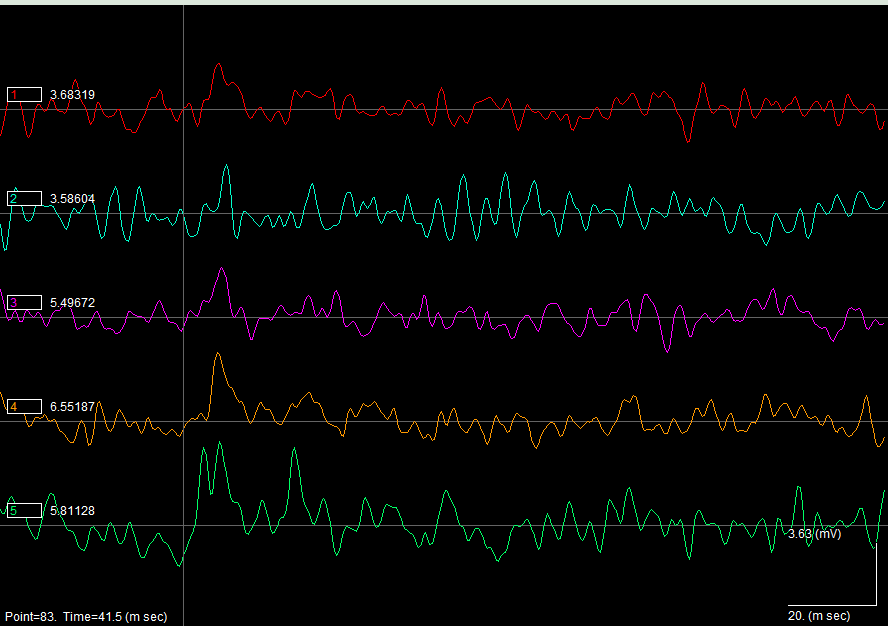 1 3.68319
2 3.58604
3 5.49672
4 6.55187
5 5.81128
3.63 (mV)
Point=83. Time=41.5 (m sec)
20. (m sec)